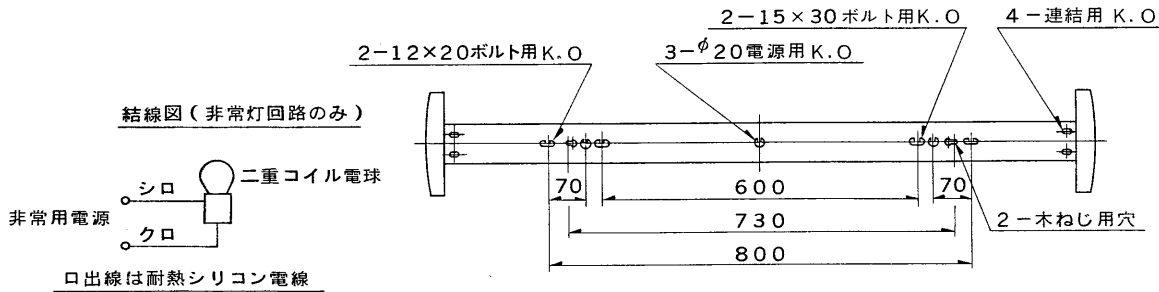 2-15×30ボルト用K.O
4-連結用 K.O
2-12×20ボルト用K.O
3-φ20電源用K.O
結線図(非常灯回路のみ)
二重コイル電球
シロ
非常用電源
クロ
口出線は耐熱シリコン電線
70
600
70
730
2-木ねじ用穴
800